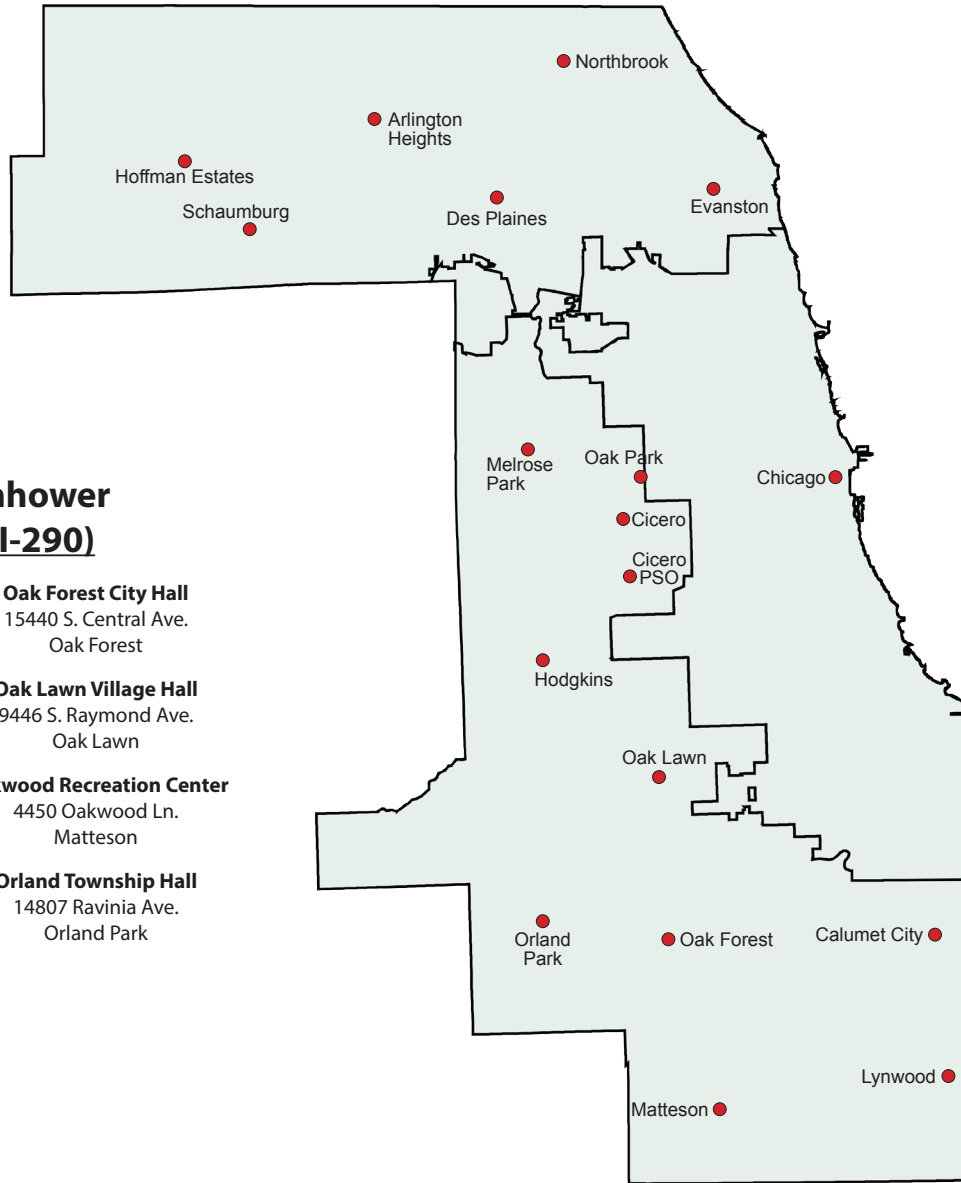 Northbrook
Arlington
Heights
Hoffman Estates
Schaumburg
Des Plaines
Evanston
Melrose
Park
Oak Park
Chicago
Cicero
Cicero
PSO
Hodgkins
Oak Lawn
Orland
Park
Oak Forest
Calumet City
Lynwood
Matteson
nhower
I-290)
Oak Forest City Hall
15440 S. Central Ave.
Oak Forest
Oak Lawn Village Hall
9446 S. Raymond Ave.
Oak Lawn
kwood Recreation Center
4450 Oakwood Ln.
Matteson
Orland Township Hall
14807 Ravinia Ave.
Orland Park